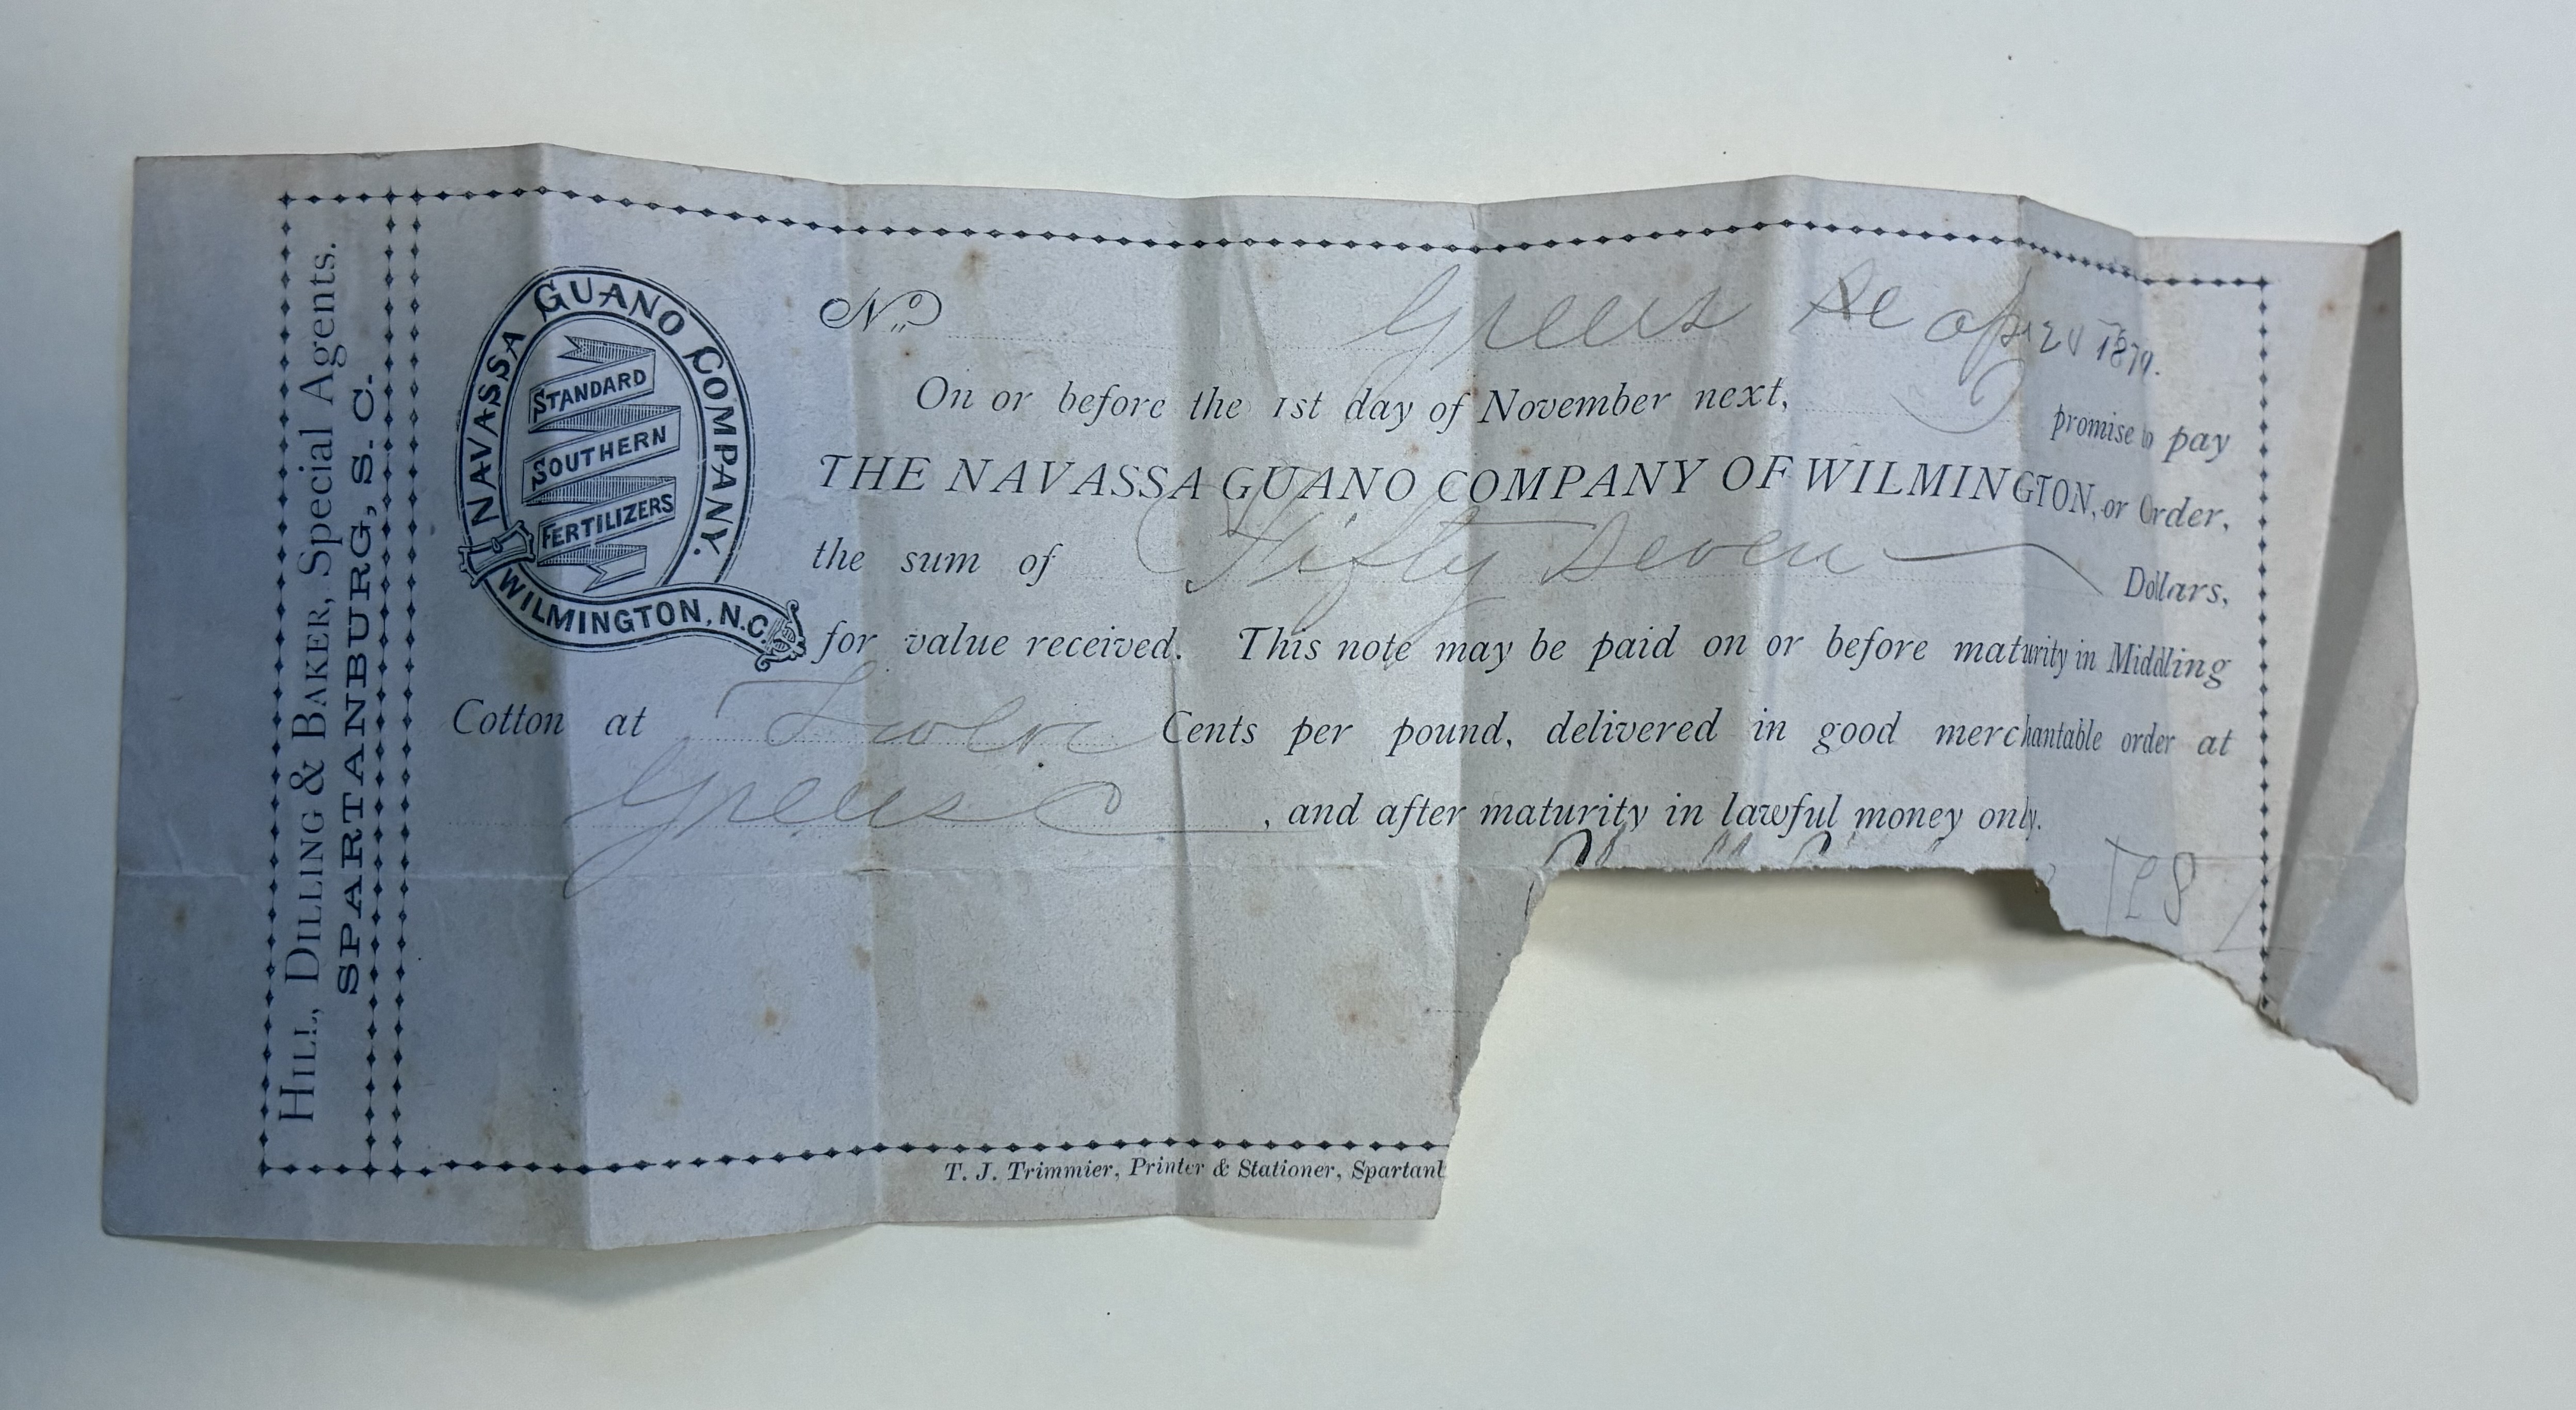 HILL, DILLING & BAKER, Special Agents.
SPARTANBURG, S. C.
NAVASSA GUANO COMPANY.
WILMINGTON, N.C.
STANDARD
SOUTHERN
FERTILIZERS
No. Greers 1879.
On or before the 1st day of November next, I promise to pay
THE NAVASSA GUANO COMPANY OF WILMINGTON, or Order,
the sum of Fifty Seven Dollars,
for value received. This note may be paid on or before maturity in Middling
Cotton at Twelve Cents per pound, delivered in good merchantable order at
Greers, and after maturity in lawful money only.
T. J. Trimmier, Printer & Stationer, Spartanb